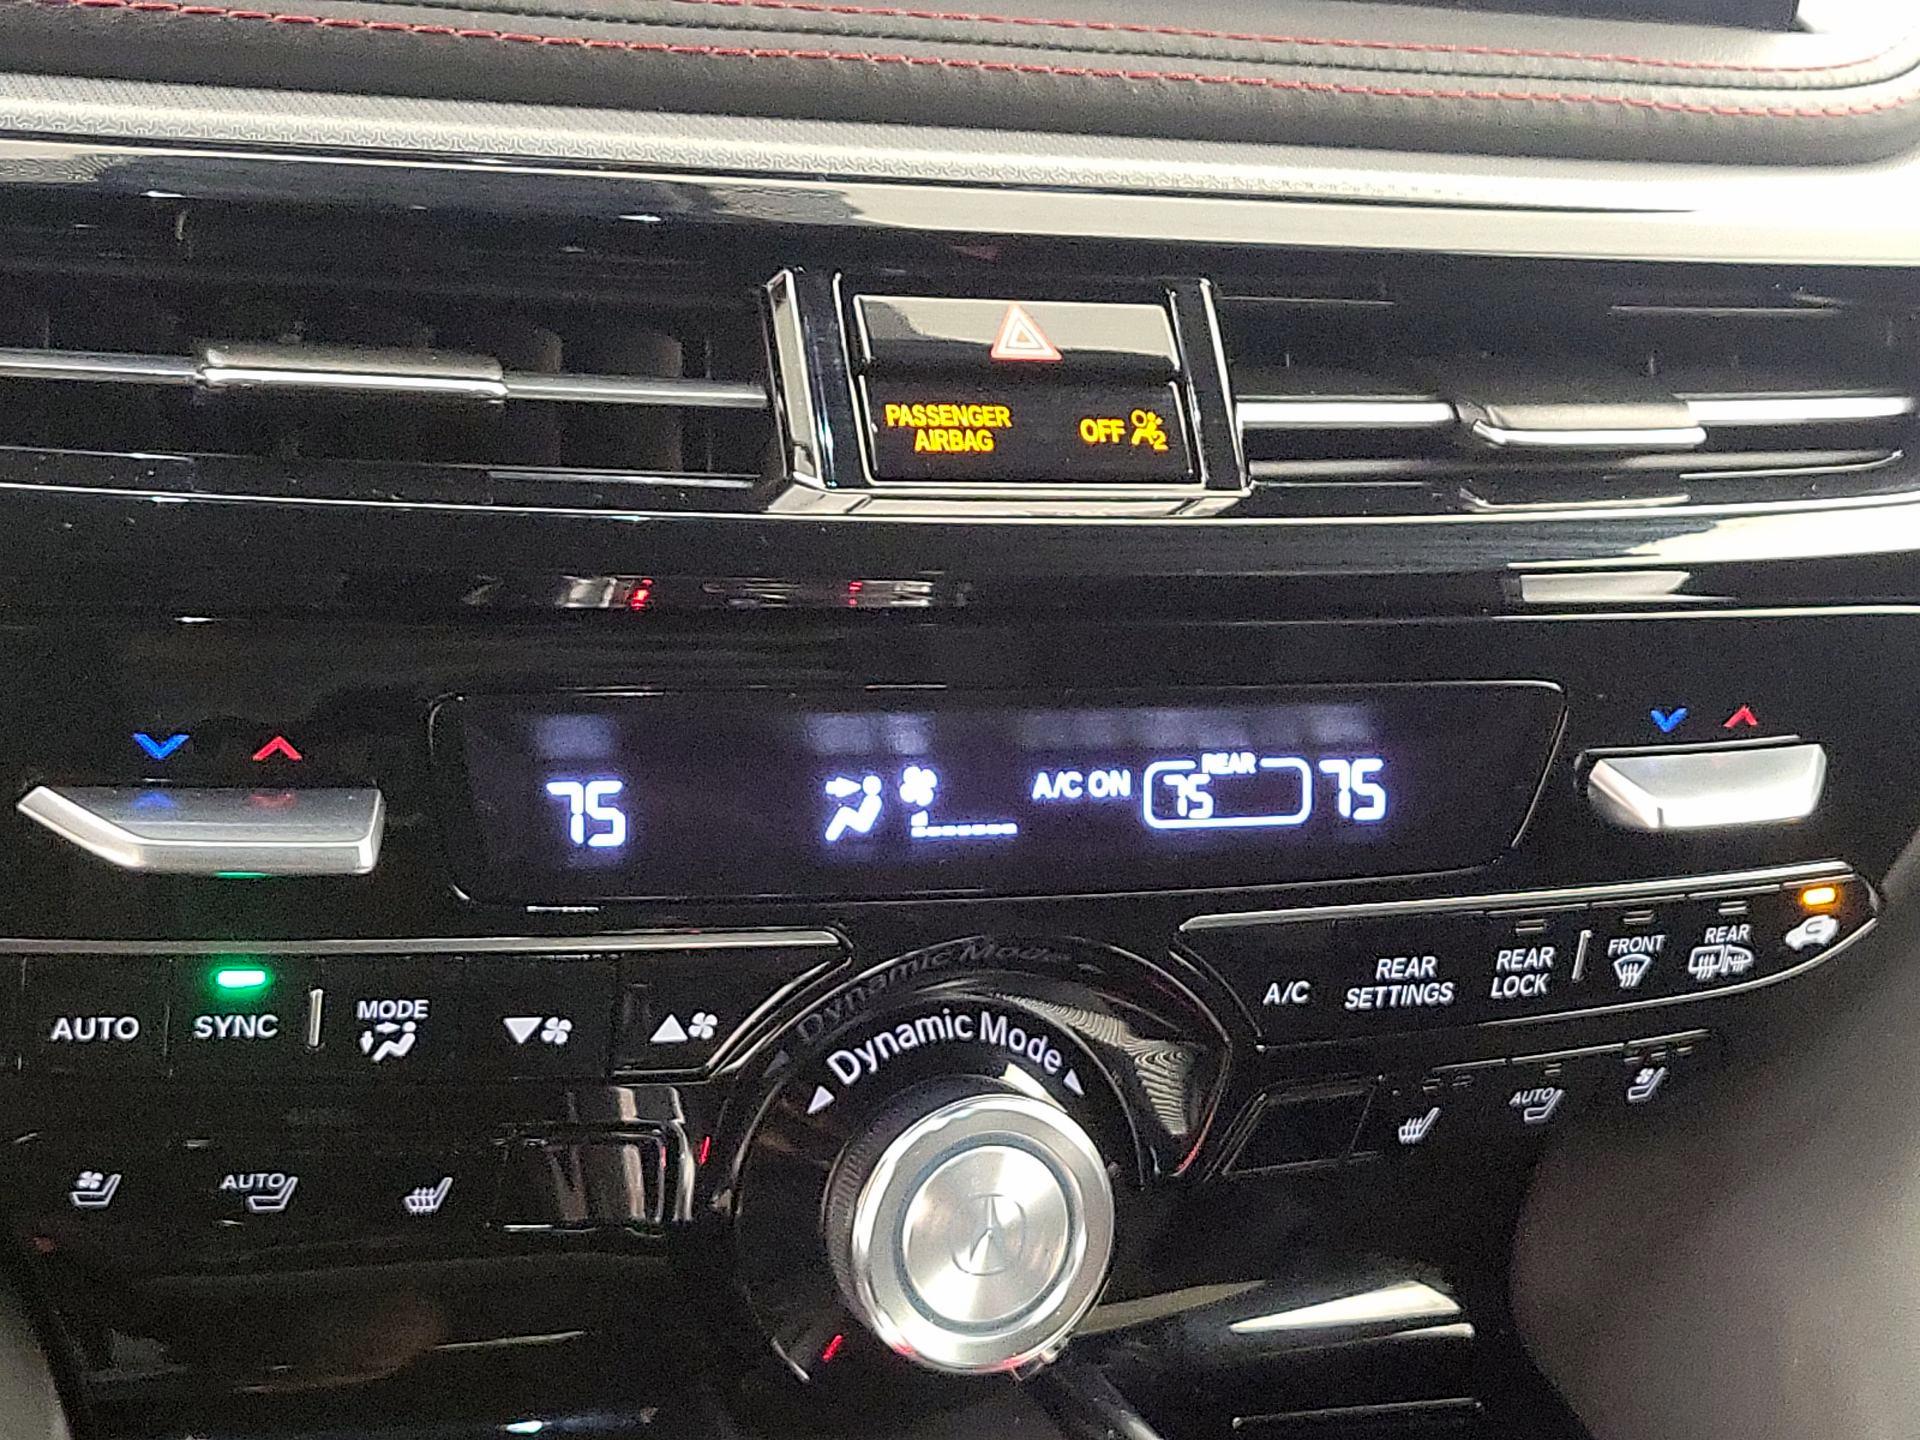 PASSENGER
AIRBAG
OFF
2
75
A/C ON
REAR
75
75
AUTO
SYNC
MODE
Dynamic Mode
A/C
REAR
SETTINGS
REAR
LOCK
FRONT
REAR
AUTO
AUTO